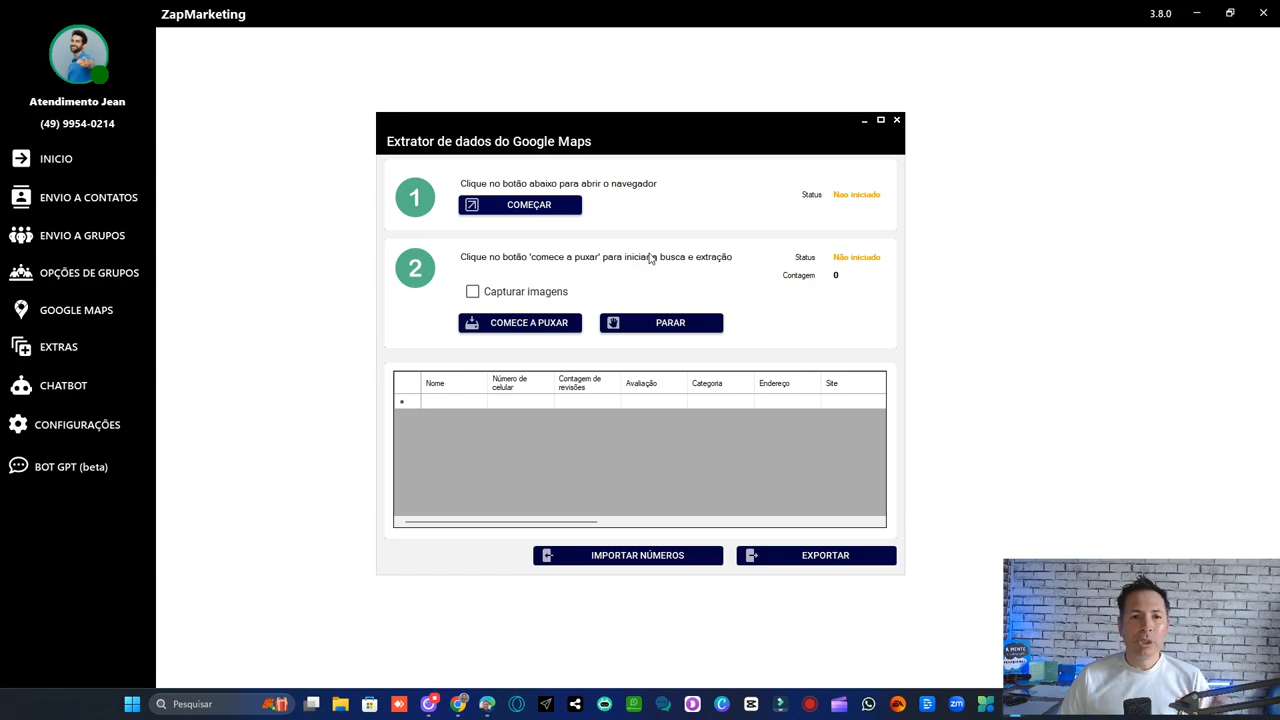 ZapMarketing
3.8.0
Atendimento Jean
(49) 9954-0214
INICIO
ENVIO A CONTATOS
ENVIO A GRUPOS
OPÇÕES DE GRUPOS
GOOGLE MAPS
EXTRAS
CHATBOT
CONFIGURAÇÕES
BOT GPT (beta)
Extrator de dados do Google Maps
1
Clique no botão abaixo para abrir o navegador
COMEÇAR
Status
Nao iniciado
2
Clique no botão 'comece a puxar' para iniciar a busca e extração
Status
Não iniciado
Contagem
0
Capturar imagens
COMECE A PUXAR
PARAR
Nome
Número de
celular
Contagem de
revisões
Avaliação
Categoria
Endereço
Site
IMPORTAR NÚMEROS
EXPORTAR
A MENTE
Pesquisar
zm